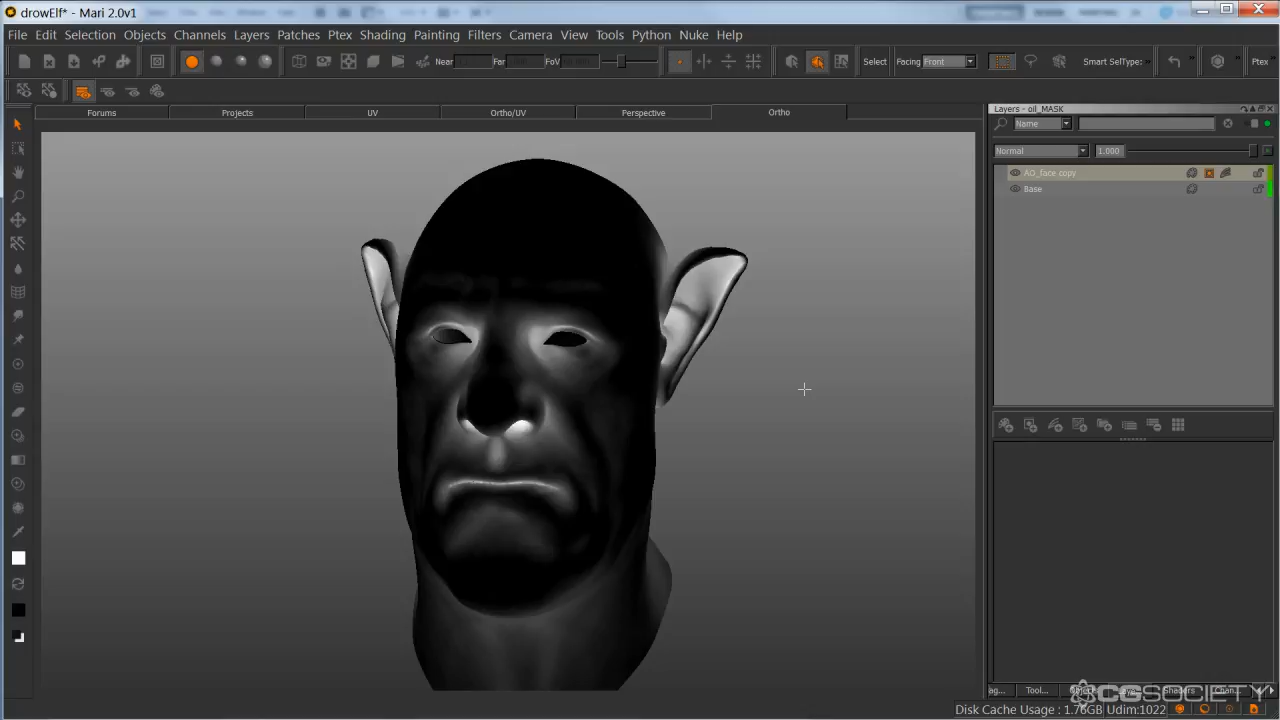 drowElf* - Mari 2.0v1
File Edit Selection Objects Channels Layers Patches Ptex Shading Painting Filters Camera View Tools Python Nuke Help
Near Far FoV Select Facing Front Smart SelType: Ptex
Forums Projects UV Ortho/UV Perspective Ortho
Layers - oil_MASK
Name
Normal 1.000
AO_face copy
Base
Tool...
CGSOCIETY
Disk Cache Usage : 1.76GB Udim:1022